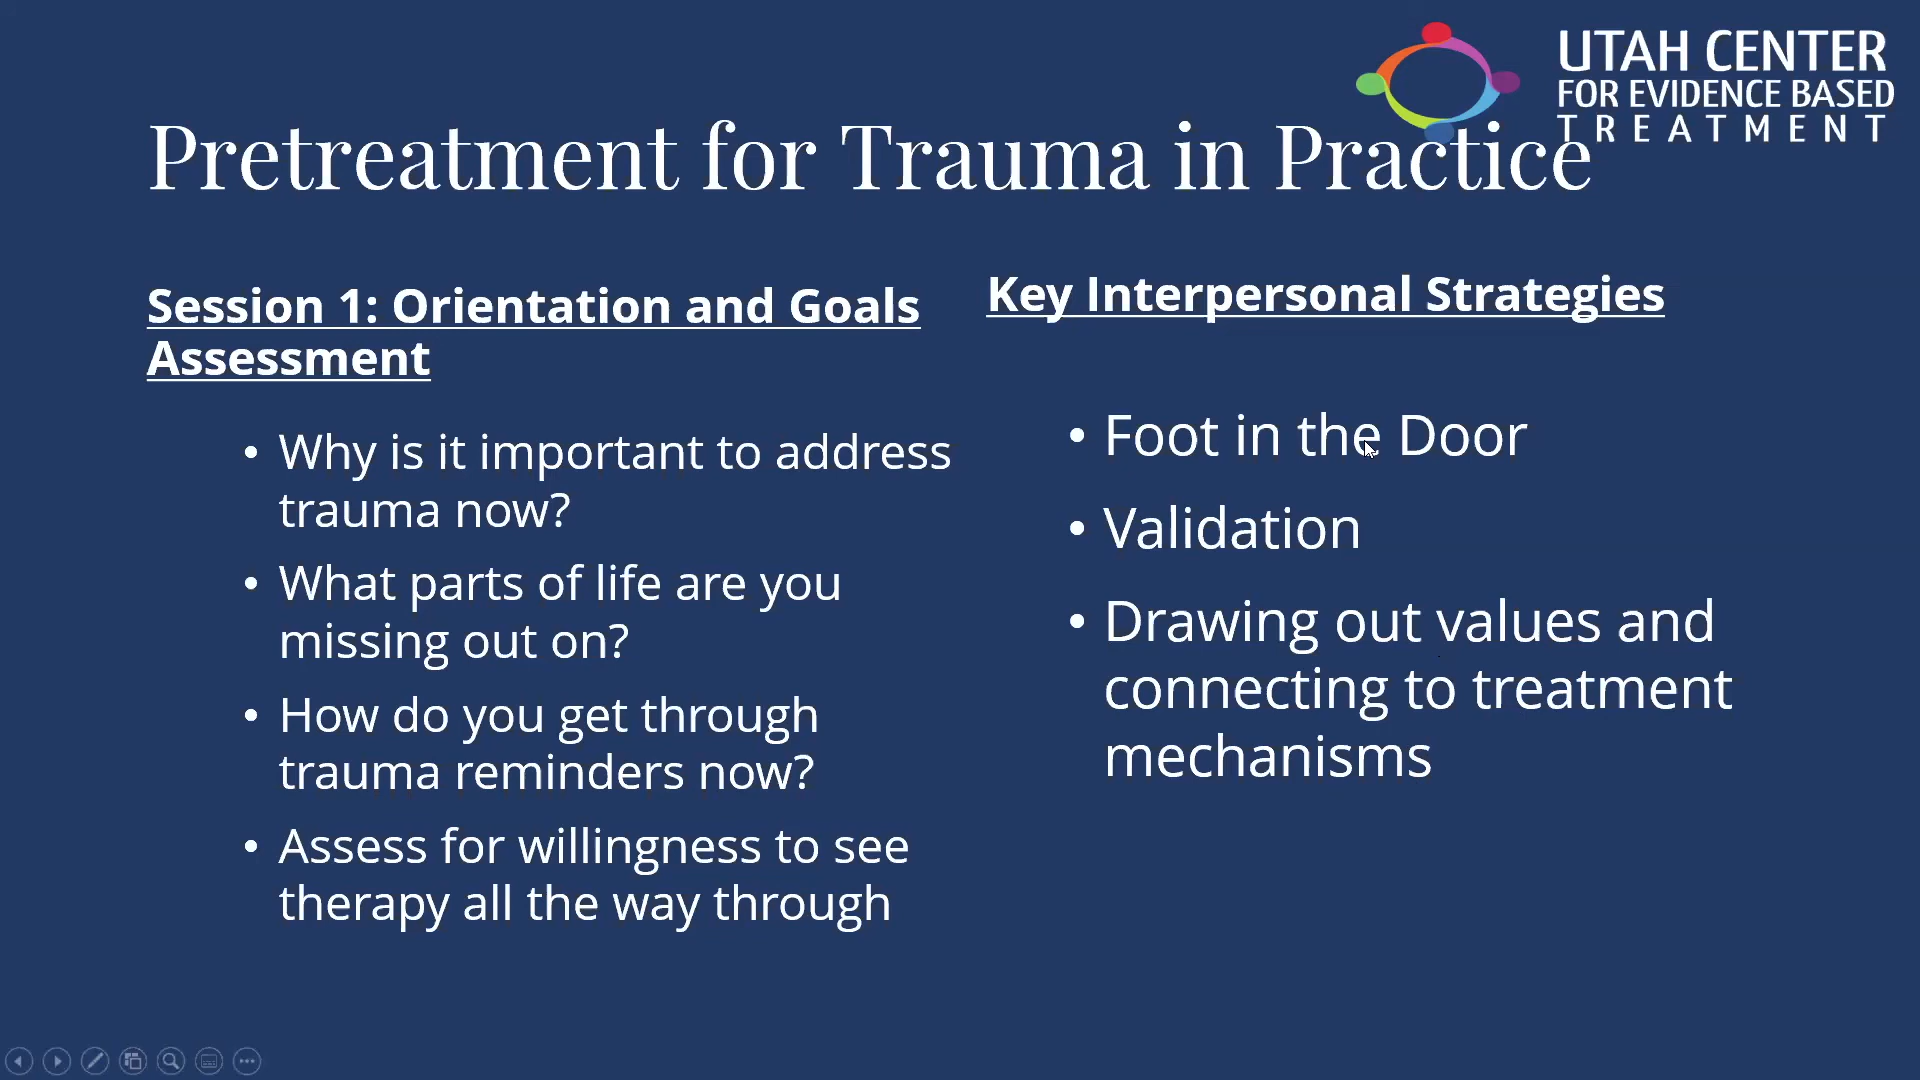 UTAH CENTER
FOR EVIDENCE BASED
TREATMENT
Pretreatment for Trauma in Practice
Session 1: Orientation and Goals
Assessment
• Why is it important to address
trauma now?
• What parts of life are you
missing out on?
• How do you get through
trauma reminders now?
• Assess for willingness to see
therapy all the way through
Key Interpersonal Strategies
• Foot in the Door
• Validation
• Drawing out values and
connecting to treatment
mechanisms